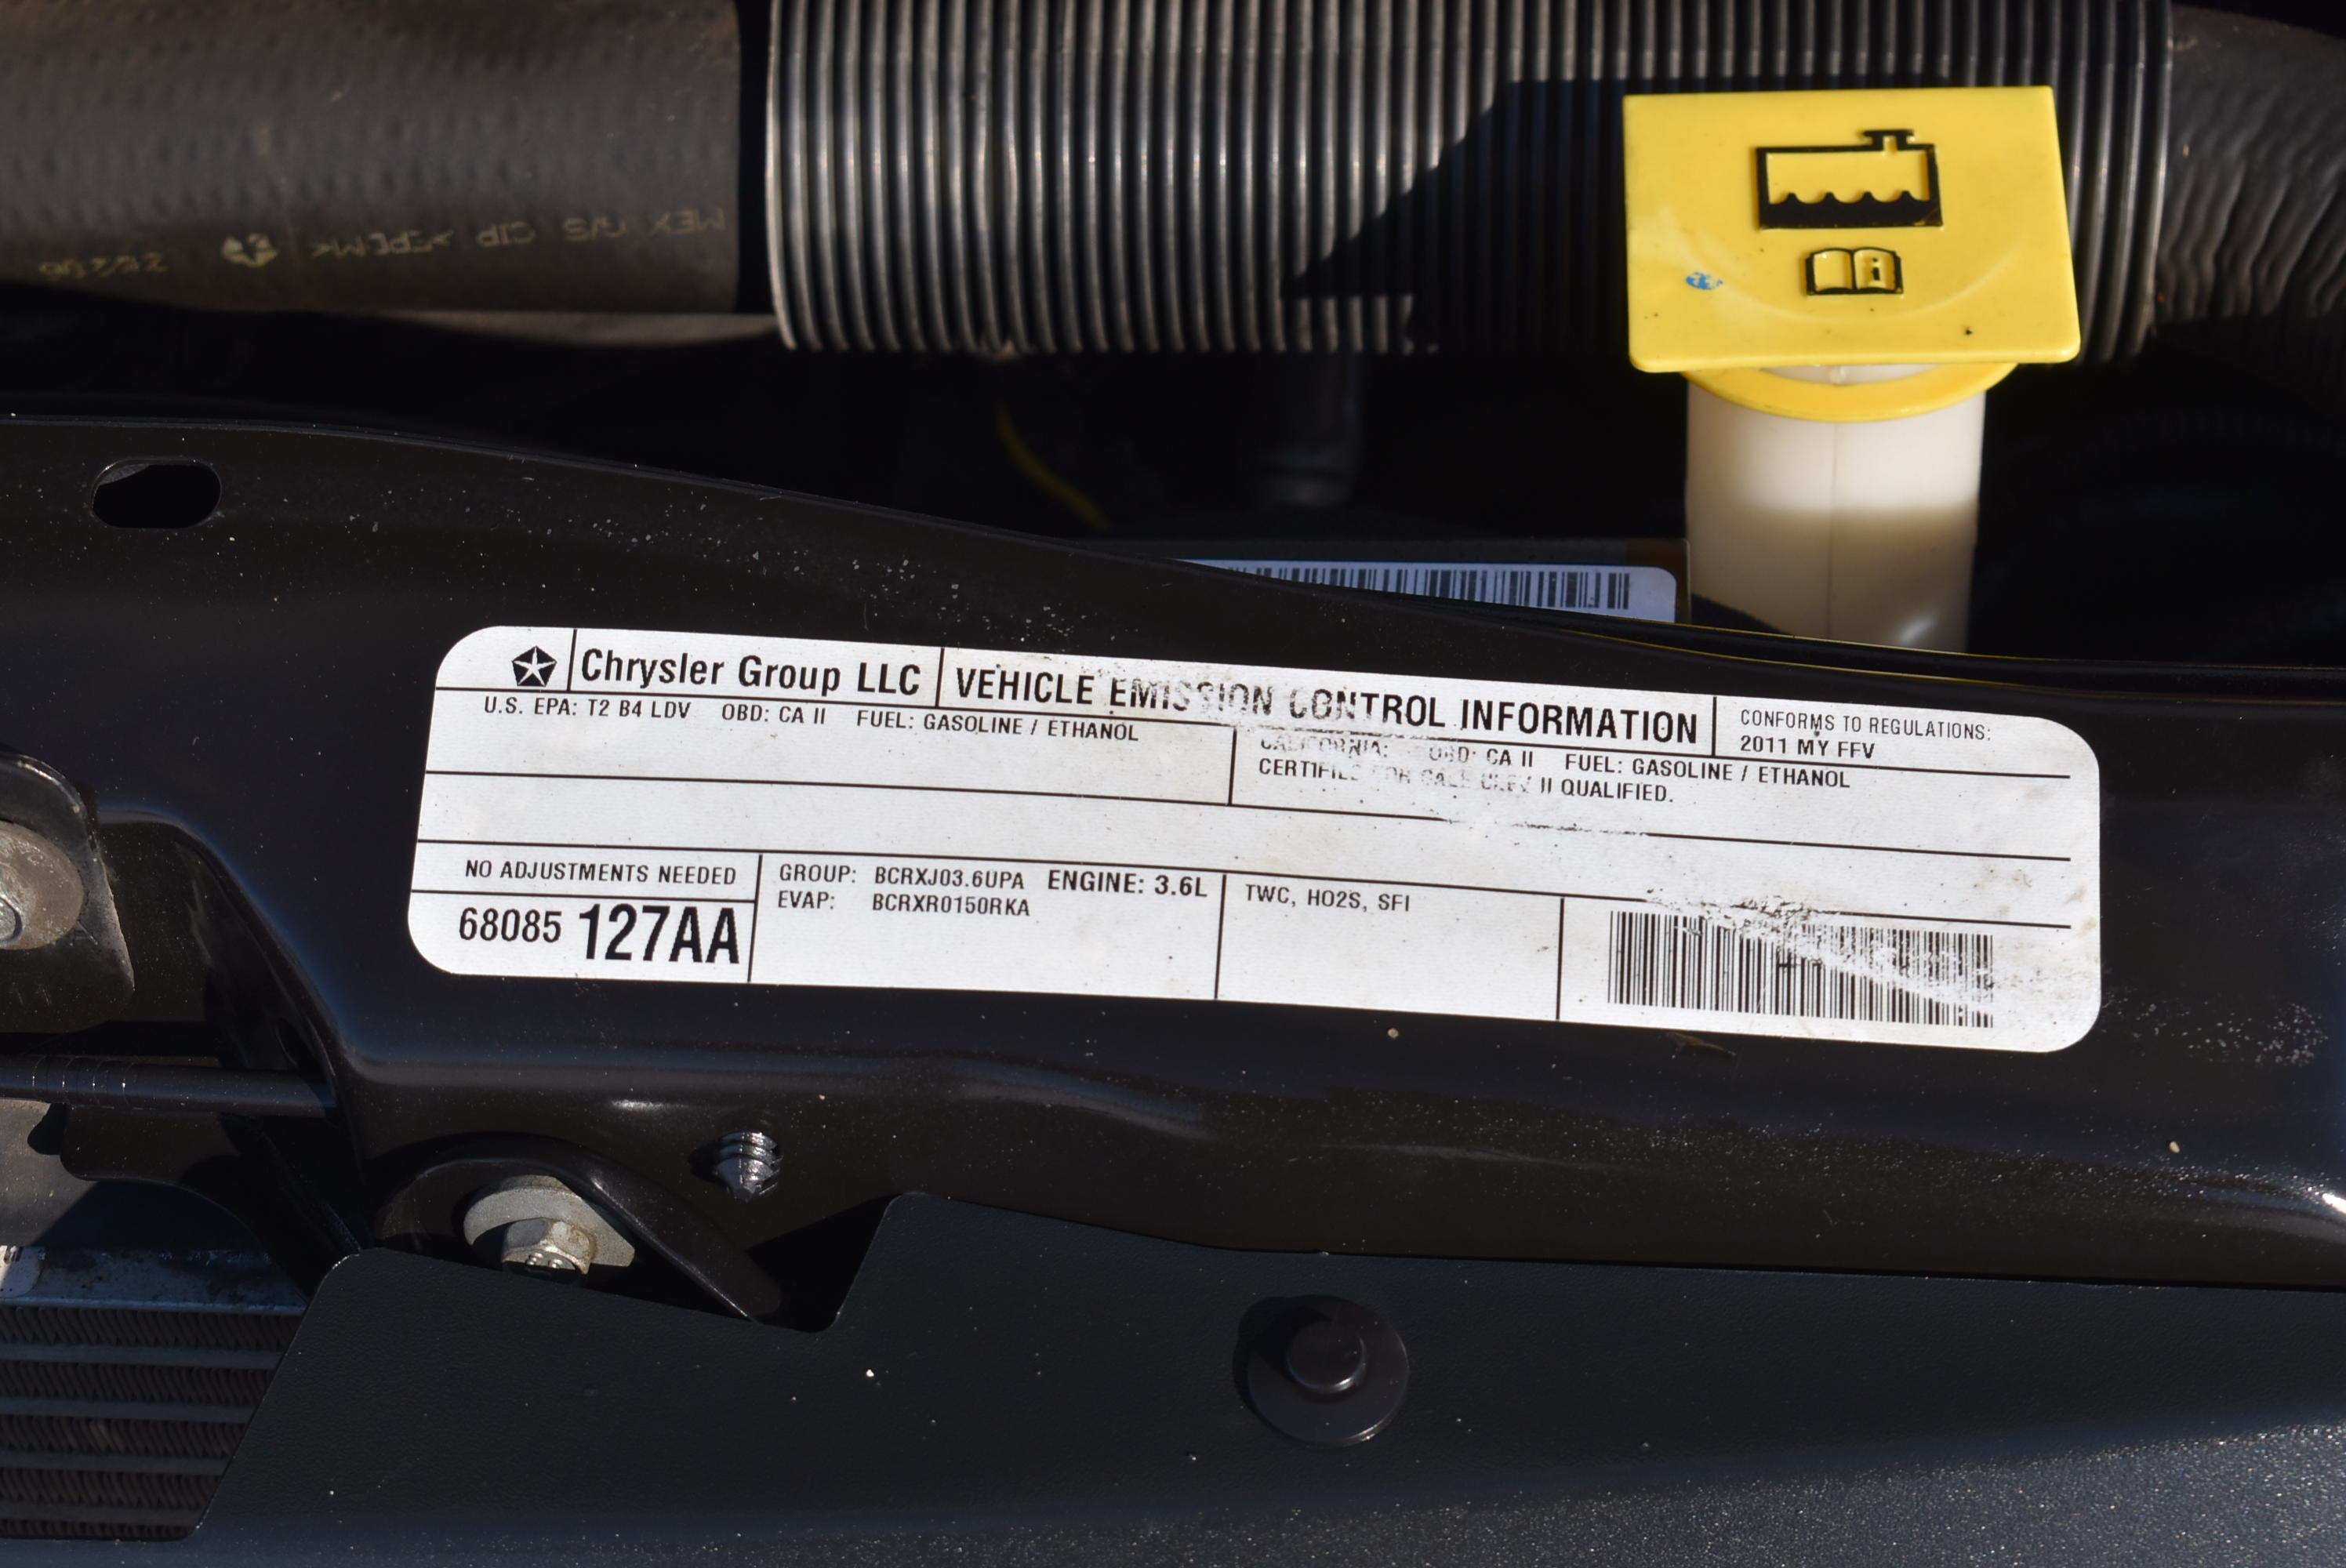 MEX G/S CIP >EPDM<
i
Chrysler Group LLC
VEHICLE EMISSION CONTROL INFORMATION
CONFORMS TO REGULATIONS:
2011 MY FFV
U.S. EPA: T2 B4 LDV OBD: CA II FUEL: GASOLINE / ETHANOL
CALIFORNIA: OBD: CA II FUEL: GASOLINE / ETHANOL
II QUALIFIED.
NO ADJUSTMENTS NEEDED
68085 127AA
GROUP: BCRXJ03.6UPA ENGINE: 3.6L
EVAP: BCRXR0150RKA
TWC, HO2S, SFI